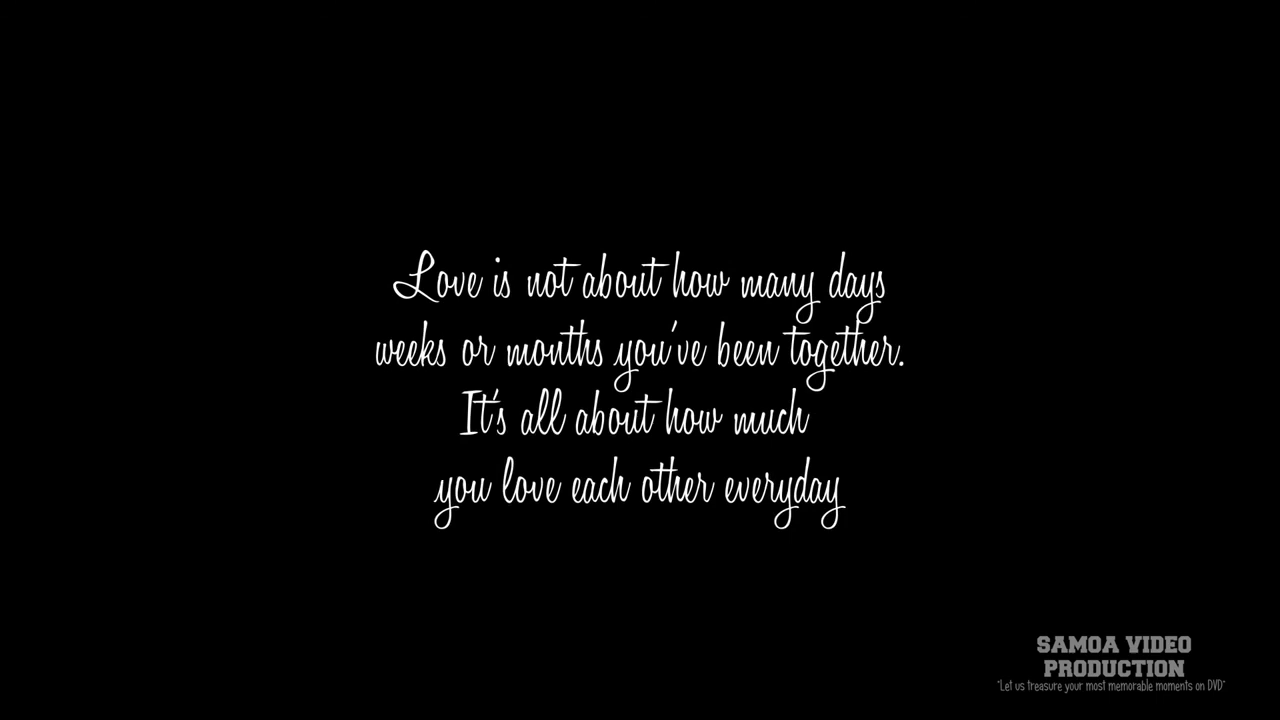 Love is not about how many days
weeks or months you've been together.
It's all about how much
you love each other everyday
SAMOA VIDEO
PRODUCTION
"Let us treasure your most memorable moments on DVD"